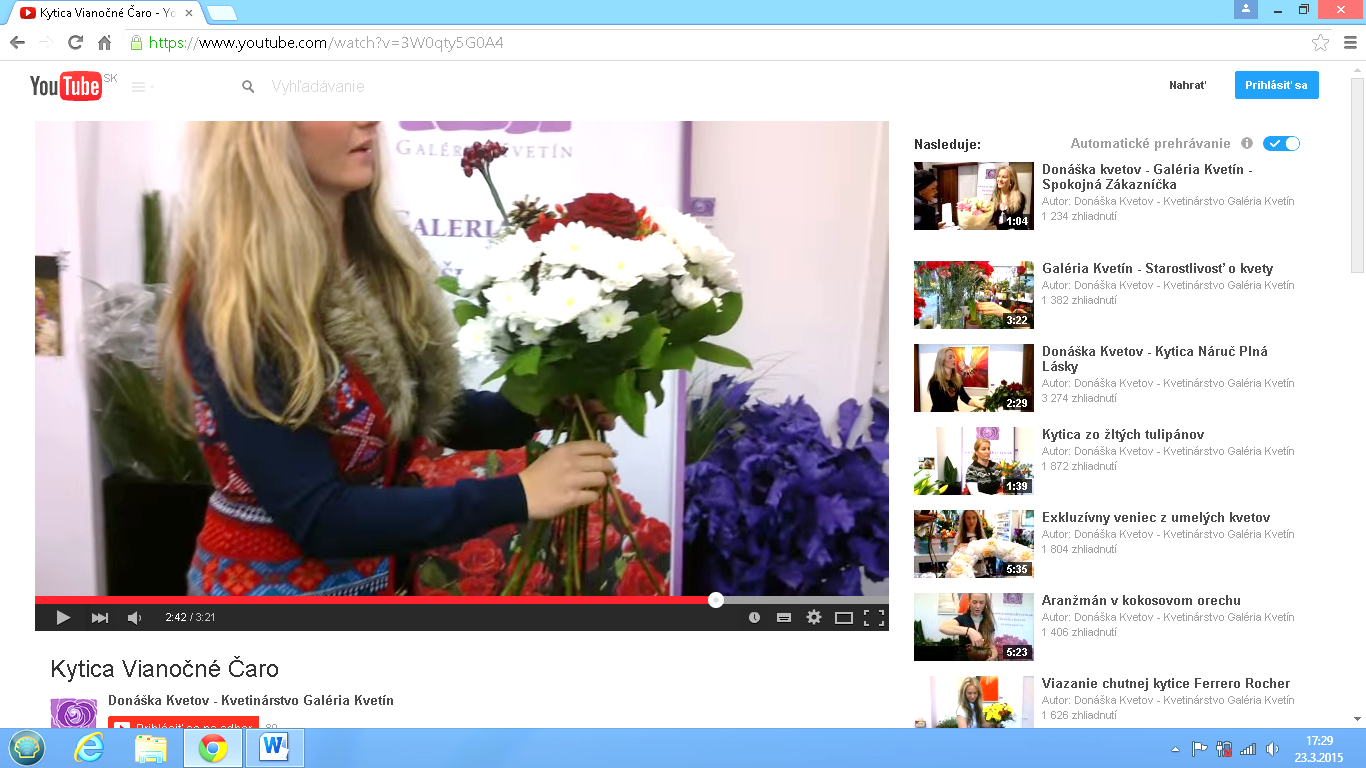 Kytica Vianočné Čaro - Yo
https://www.youtube.com/watch?v=3W0qty5G0A4
YouTube SK
Vyhľadávanie
Nahrať
Prihlásiť sa
GALÉRIA KVETÍN
GALERI
Nasleduje:
Automatické prehrávanie
Donáška kvetov - Galéria Kvetín -
Spokojná Zákazníčka
Autor: Donáška Kvetov - Kvetinárstvo Galéria Kvetín
1 234 zhliadnutí
1:04
Galéria Kvetín - Starostlivosť o kvety
Autor: Donáška Kvetov - Kvetinárstvo Galéria Kvetín
1 382 zhliadnutí
3:22
Donáška Kvetov - Kytica Náruč Plná
Lásky
Autor: Donáška Kvetov - Kvetinárstvo Galéria Kvetín
3 274 zhliadnutí
2:29
Kytica zo žltých tulipánov
Autor: Donáška Kvetov - Kvetinárstvo Galéria Kvetín
1 872 zhliadnutí
1:39
Exkluzívny veniec z umelých kvetov
Autor: Donáška Kvetov - Kvetinárstvo Galéria Kvetín
1 804 zhliadnutí
5:35
Aranžmán v kokosovom orechu
Autor: Donáška Kvetov - Kvetinárstvo Galéria Kvetín
1 406 zhliadnutí
5:23
Viazanie chutnej kytice Ferrero Rocher
Autor: Donáška Kvetov - Kvetinárstvo Galéria Kvetín
1 626 zhliadnutí
2:42 / 3:21
Kytica Vianočné Čaro
Donáška Kvetov - Kvetinárstvo Galéria Kvetín
Prihlásiť sa na odber
17:29
23.3.2015